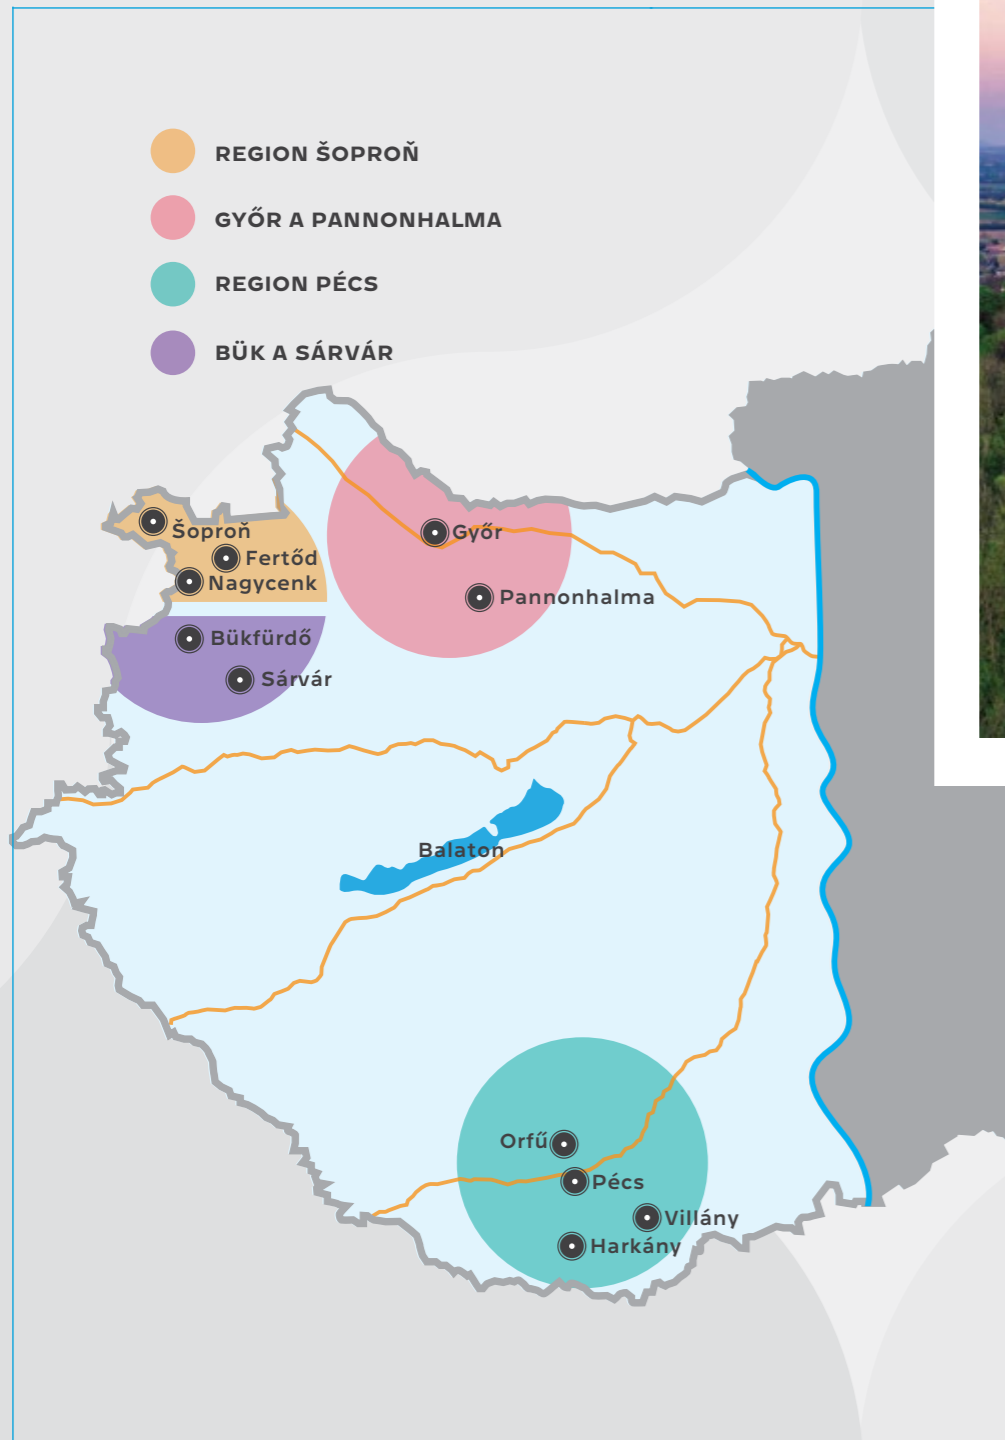 REGION ŠOPROŇ
GYŐR A PANNONHALMA
REGION PÉCS
BÜK A SÁRVÁR
Šoproň
Fertőd
Nagycenk
Győr
Pannonhalma
Bükfürdő
Sárvár
Balaton
Orfű
Pécs
Villány
Harkány